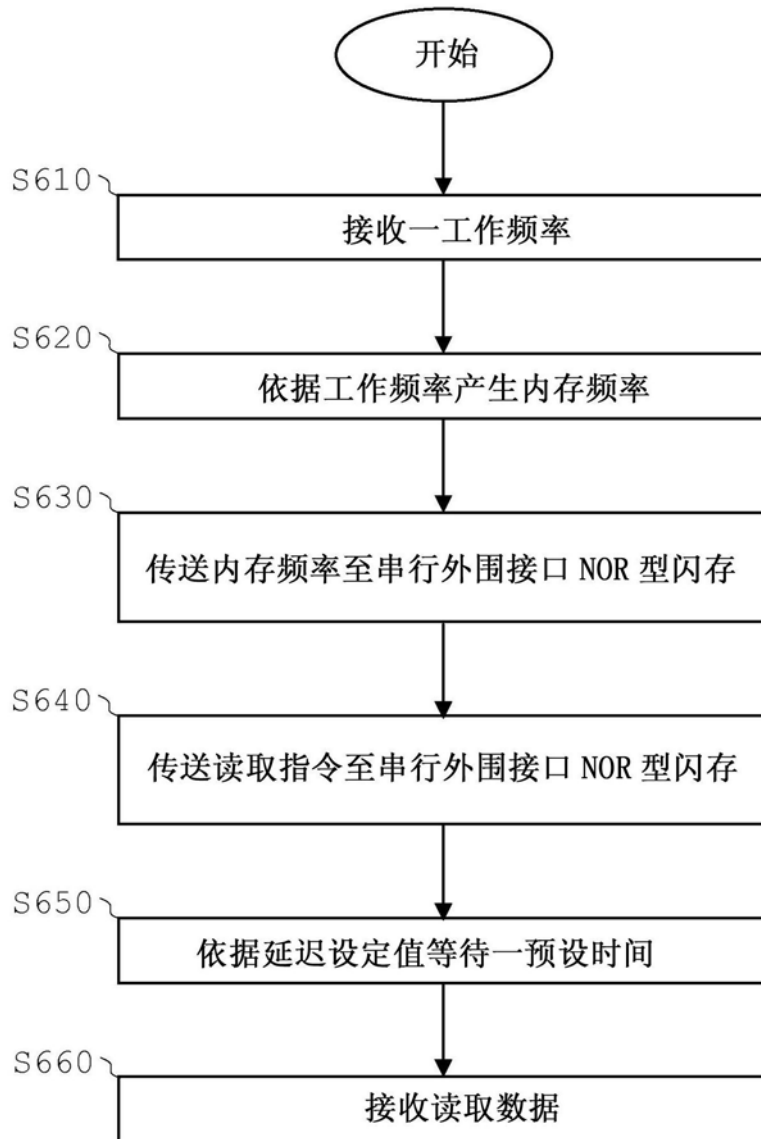 开始
S610
接收一工作频率
S620
依据工作频率产生内存频率
S630
传送内存频率至串行外围接口 NOR 型闪存
S640
传送读取指令至串行外围接口 NOR 型闪存
S650
依据延迟设定值等待一预设时间
S660
接收读取数据